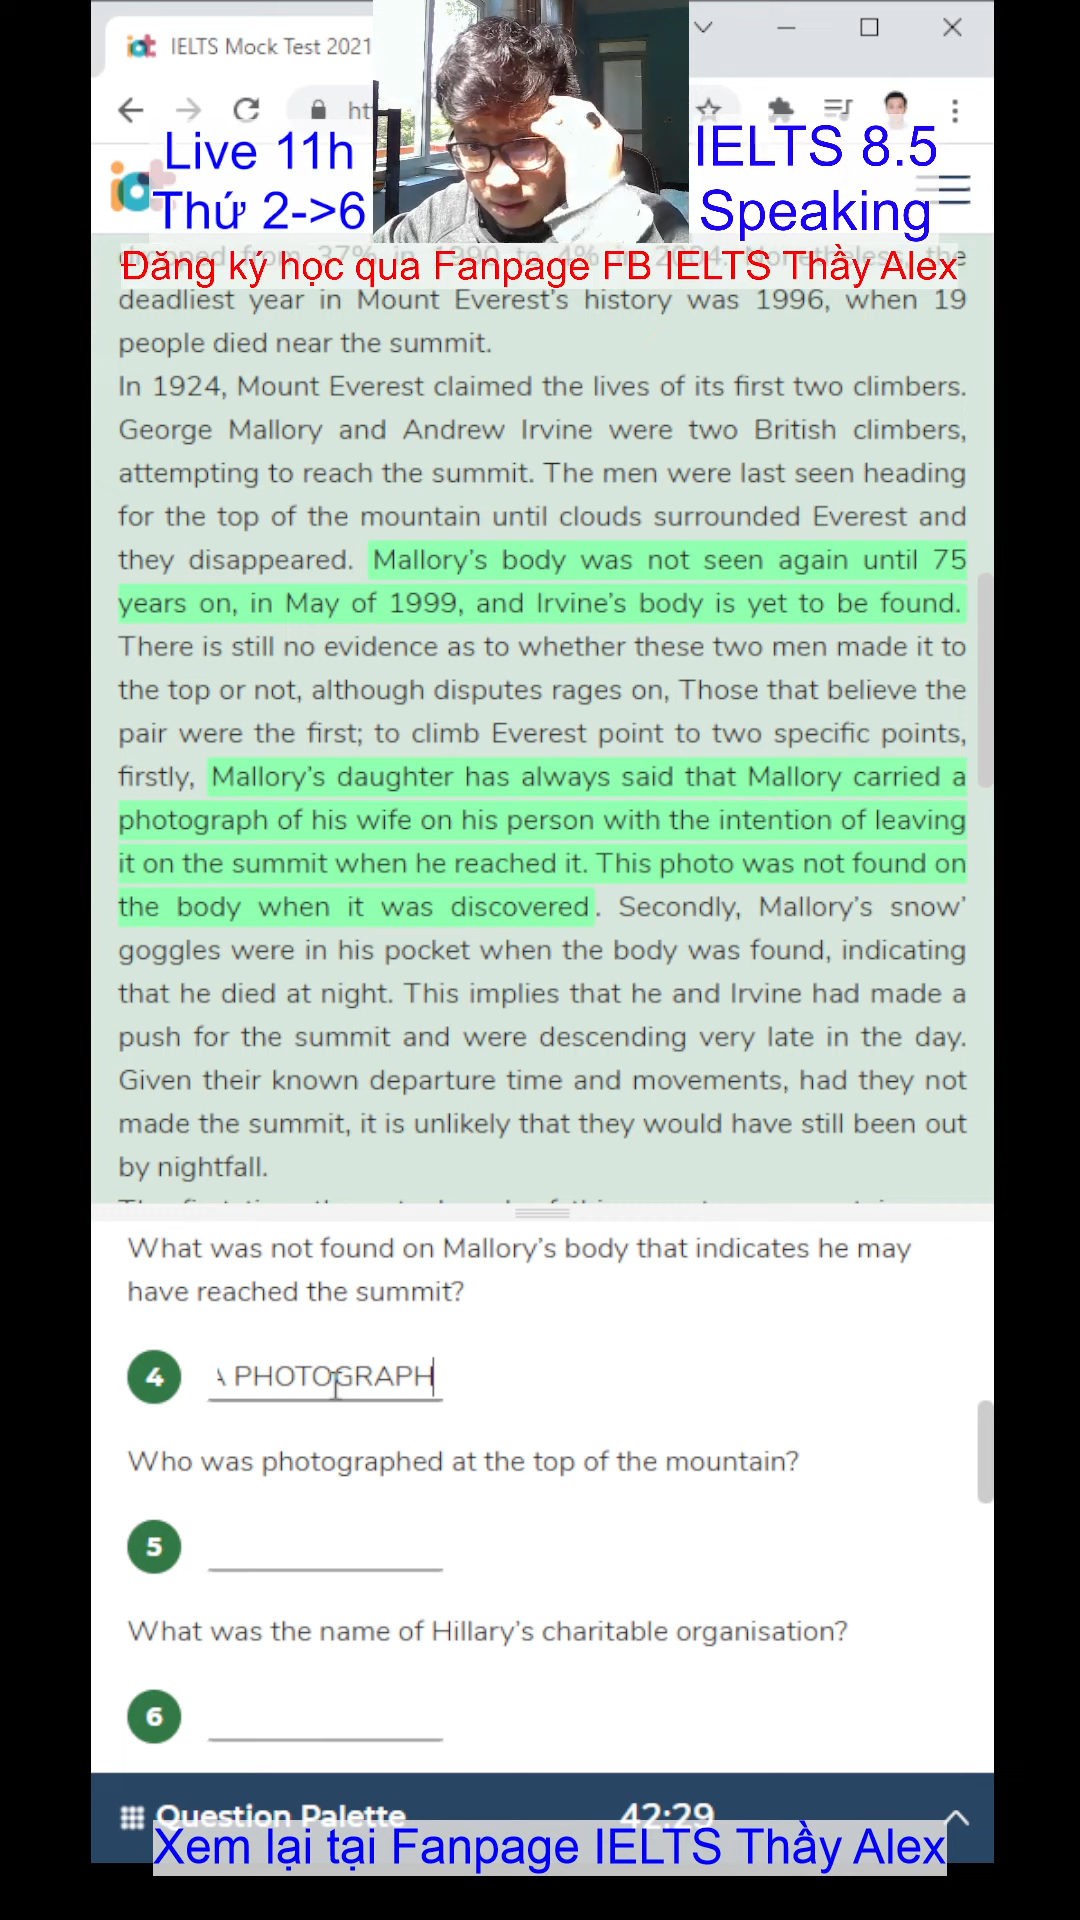 IELTS Mock Test 2021
Live 11h
Thứ 2->6
IELTS 8.5
Speaking
Đăng ký học qua Fanpage FB IELTS Thầy Alex
dropped from 37% in 1990 to 4% in 2004. Nonetheless, the
deadliest year in Mount Everest's history was 1996, when 19
people died near the summit.
In 1924, Mount Everest claimed the lives of its first two climbers.
George Mallory and Andrew Irvine were two British climbers,
attempting to reach the summit. The men were last seen heading
for the top of the mountain until clouds surrounded Everest and
they disappeared. Mallory's body was not seen again until 75
years on, in May of 1999, and Irvine's body is yet to be found.
There is still no evidence as to whether these two men made it to
the top or not, although disputes rages on, Those that believe the
pair were the first; to climb Everest point to two specific points,
firstly, Mallory's daughter has always said that Mallory carried a
photograph of his wife on his person with the intention of leaving
it on the summit when he reached it. This photo was not found on
the body when it was discovered. Secondly, Mallory's snow'
goggles were in his pocket when the body was found, indicating
that he died at night. This implies that he and Irvine had made a
push for the summit and were descending very late in the day.
Given their known departure time and movements, had they not
made the summit, it is unlikely that they would have still been out
by nightfall.
What was not found on Mallory's body that indicates he may
have reached the summit?
4 A PHOTOGRAPH
Who was photographed at the top of the mountain?
5
What was the name of Hillary's charitable organisation?
6
Question Palette 42:29
Xem lại tại Fanpage IELTS Thầy Alex